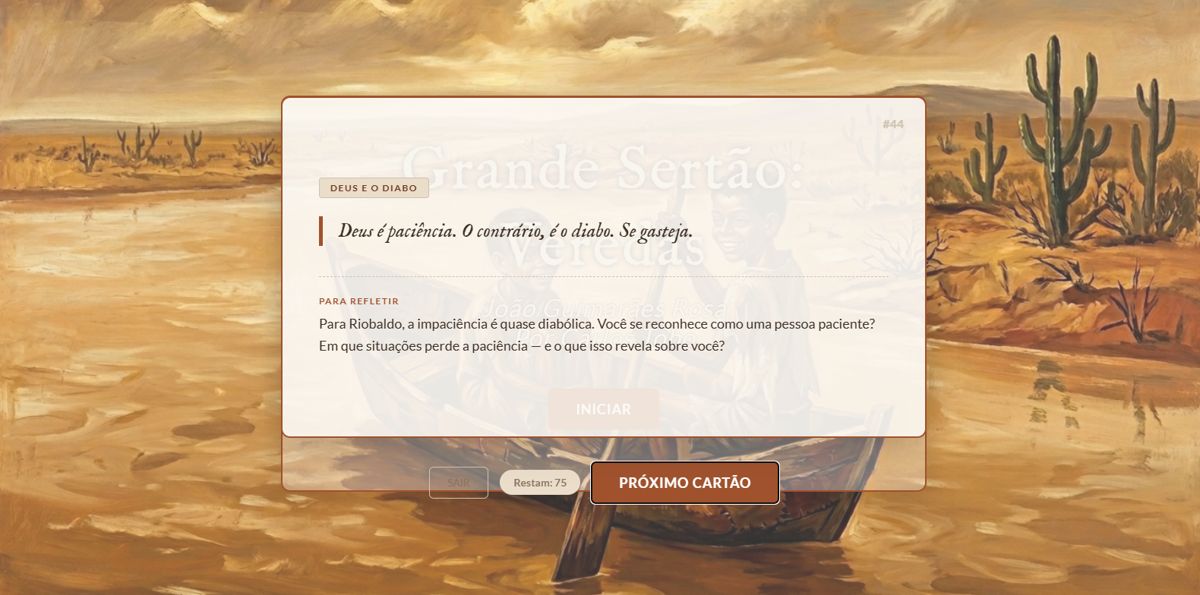 #44
Grande Sertão:
Veredas
DEUS E O DIABO
Deus é paciência. O contrário, é o diabo. Se gasteja.
João Guimarães Rosa
PARA REFLETIR
Para Riobaldo, a impaciência é quase diabólica. Você se reconhece como uma pessoa paciente?
Em que situações perde a paciência — e o que isso revela sobre você?
INICIAR
SAIR
Restam: 75
PRÓXIMO CARTÃO